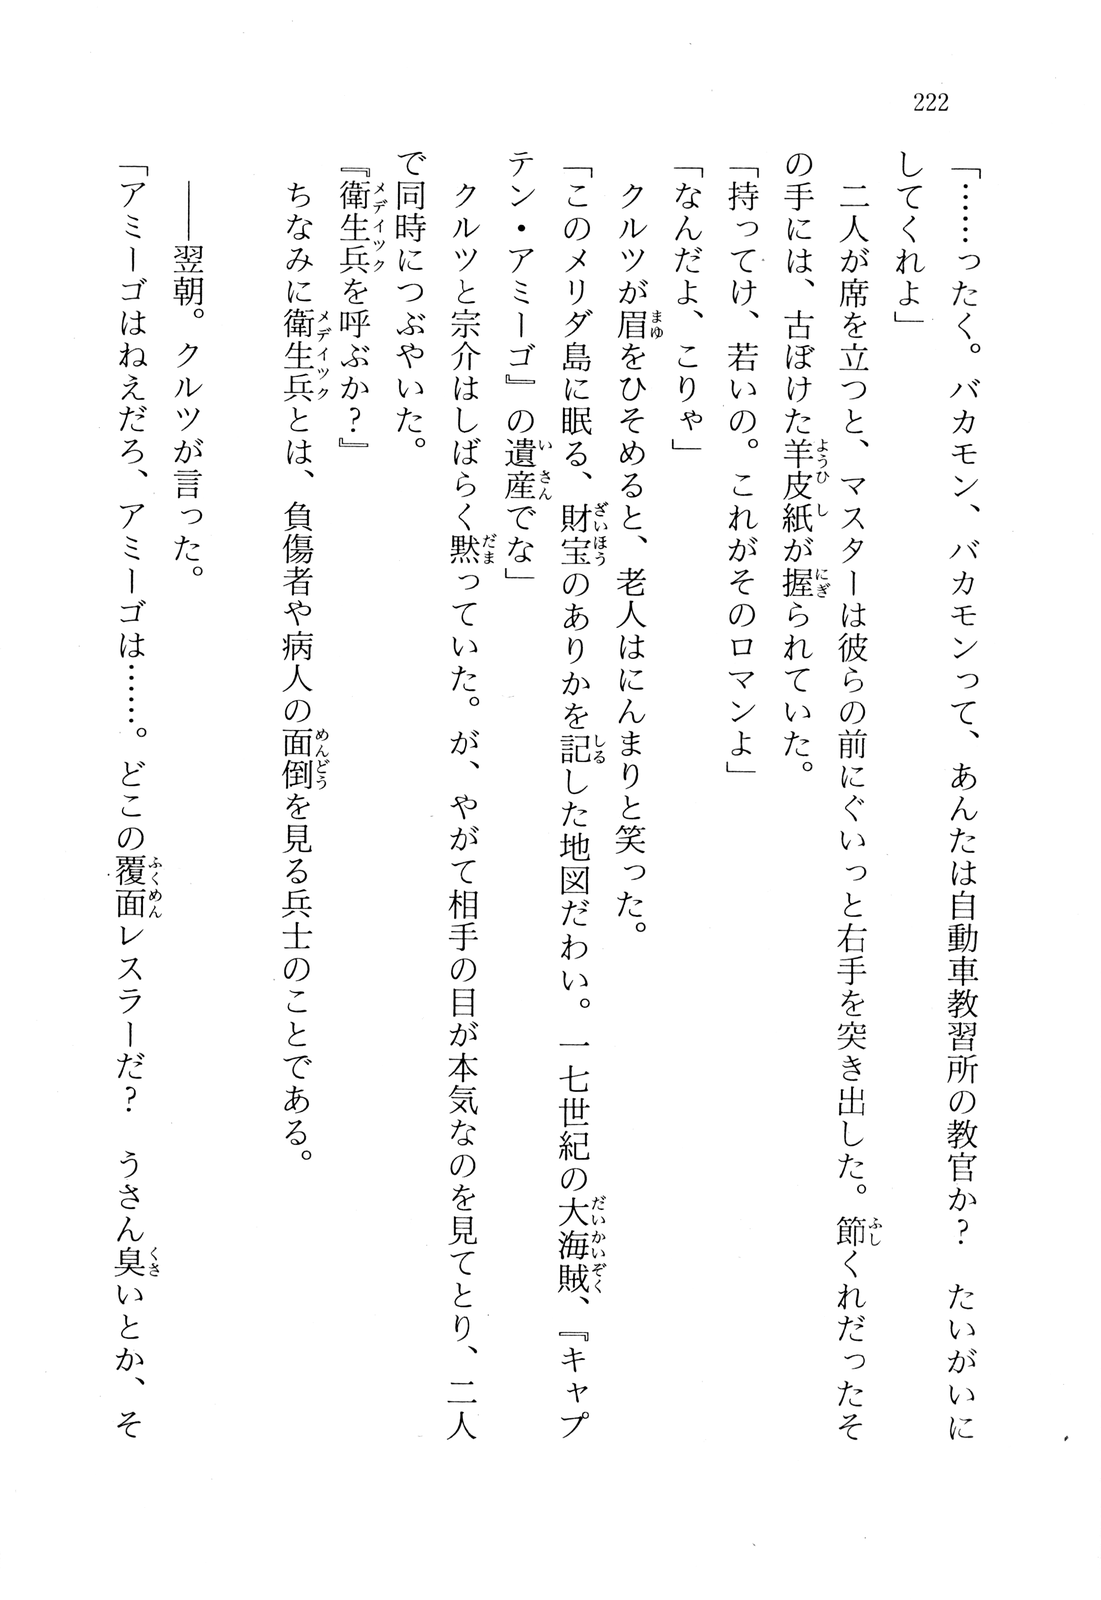 222
「……ったく。バカモン、バカモンって、あんたは自動車教習所の教官か？　たいがいに
してくれよ」
　二人が席を立つと、マスターは彼らの前にぐいっと右手を突き出した。節くれだったそ
の手には、古ぼけた羊皮紙が握られていた。
「持ってけ、若いの。これがそのロマンよ」
「なんだよ、こりゃ」
　クルツが眉をひそめると、老人はにんまりと笑った。
「このメリダ島に眠る、財宝のありかを記した地図だわい。一七世紀の大海賊、『キャプ
テン・アミーゴ』の遺産でな」
　クルツと宗介はしばらく黙っていた。が、やがて相手の目が本気なのを見てとり、二人
で同時につぶやいた。
『衛生兵を呼ぶか？』
　ちなみに衛生兵とは、負傷者や病人の面倒を見る兵士のことである。
　――翌朝。クルツが言った。
「アミーゴはねえだろ、アミーゴは……。どこの覆面レスラーだ？　うさん臭いとか、そ